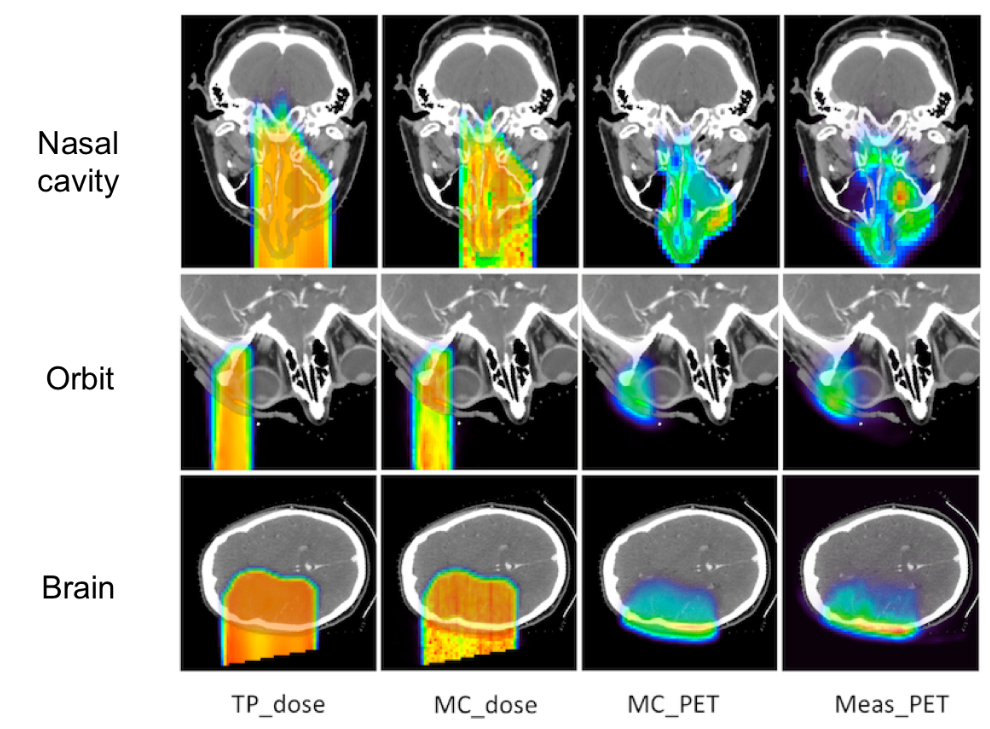 Nasal
cavity
Orbit
Brain
TP_dose MC_dose MC_PET Meas_PET